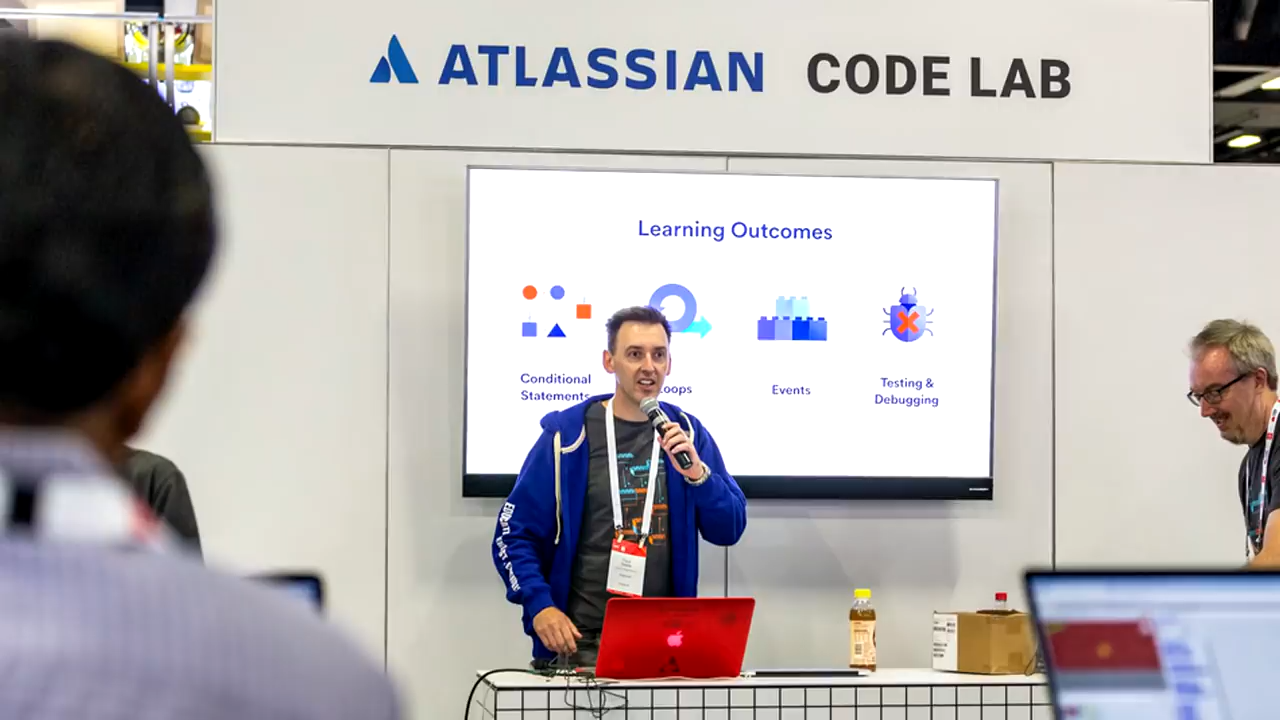 ATLASSIAN CODE LAB
Learning Outcomes
Conditional
Statements
Loops
Events
Testing &
Debugging